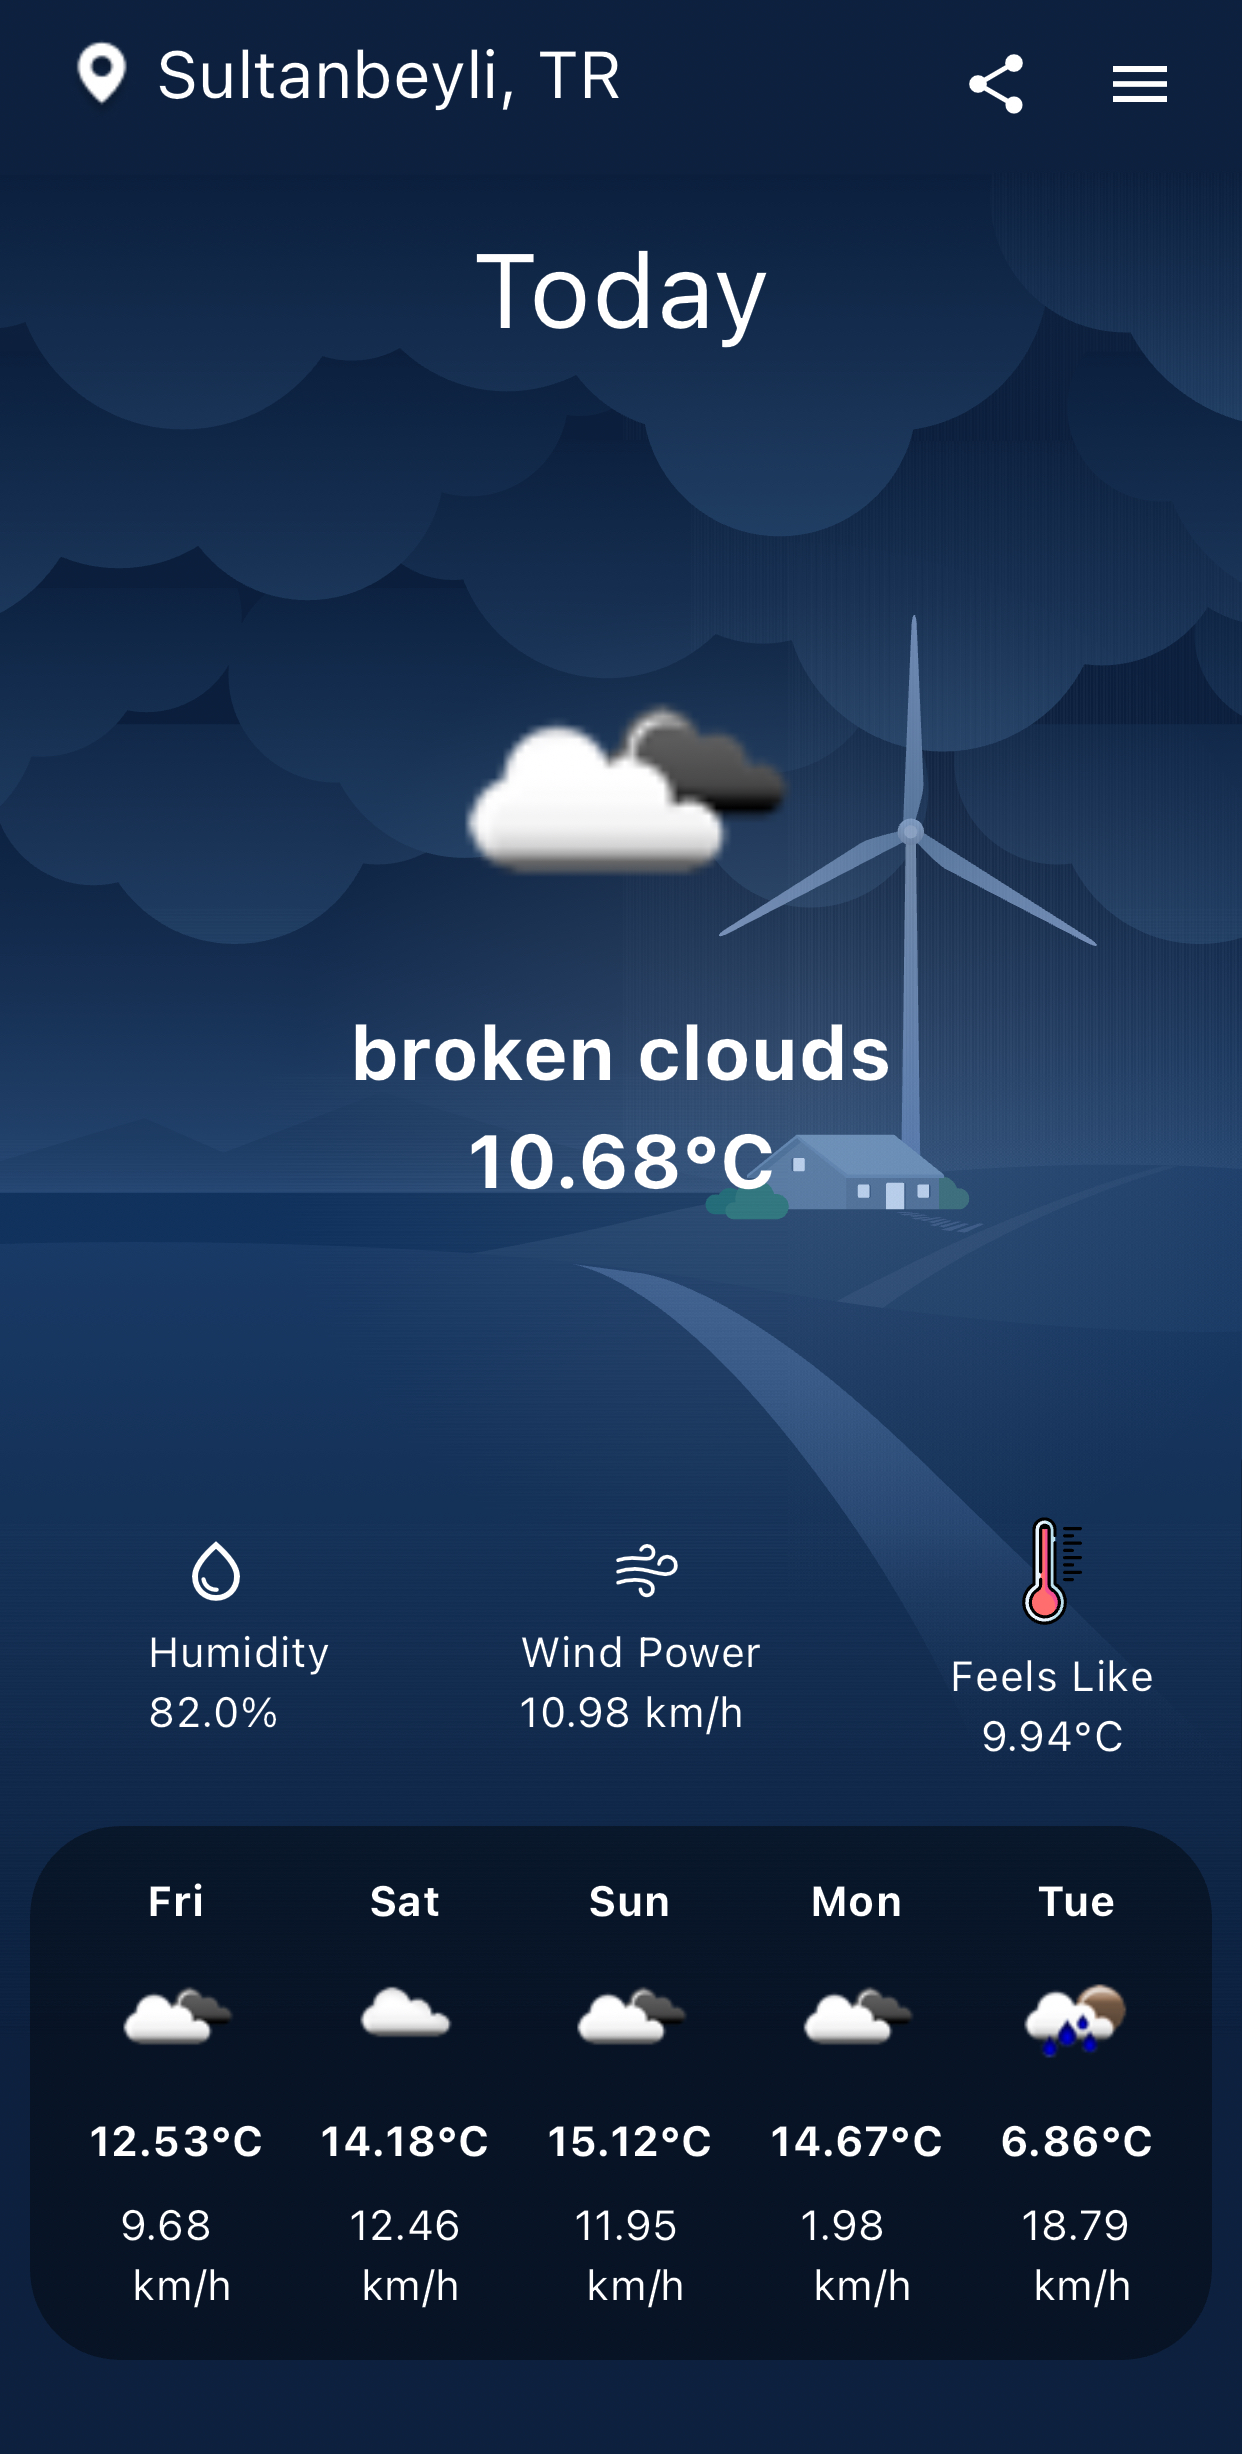 Sultanbeyli, TR
Today
broken clouds
10.68°C
Humidity
82.0%
Wind Power
10.98 km/h
Feels Like
9.94°C
Fri Sat Sun Mon Tue
12.53°C 14.18°C 15.12°C 14.67°C 6.86°C
9.68 12.46 11.95 1.98 18.79
km/h km/h km/h km/h km/h